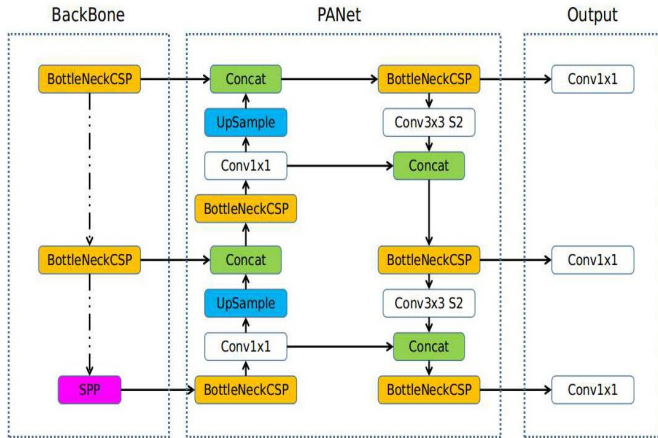 BackBone PANet Output
BottleNeckCSP Concat BottleNeckCSP Conv1x1
UpSample Conv3x3 S2
Conv1x1 Concat
BottleNeckCSP
BottleNeckCSP Concat BottleNeckCSP Conv1x1
UpSample Conv3x3 S2
Conv1x1 Concat
SPP BottleNeckCSP BottleNeckCSP Conv1x1